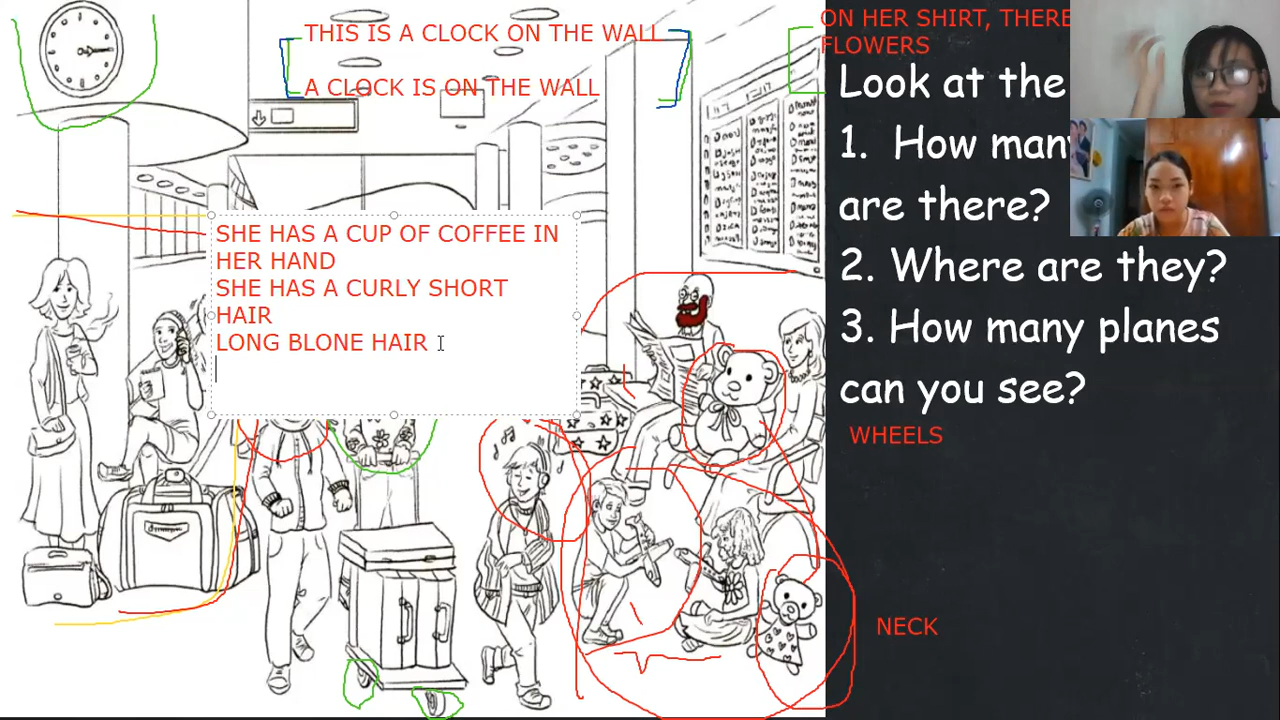 THIS IS A CLOCK ON THE WALL
A CLOCK IS ON THE WALL
SHE HAS A CUP OF COFFEE IN
HER HAND
SHE HAS A CURLY SHORT
HAIR
LONG BLONE HAIR
ON HER SHIRT, THERE
FLOWERS
Look at the
1. How many
are there?
2. Where are they?
3. How many planes
can you see?
WHEELS
NECK